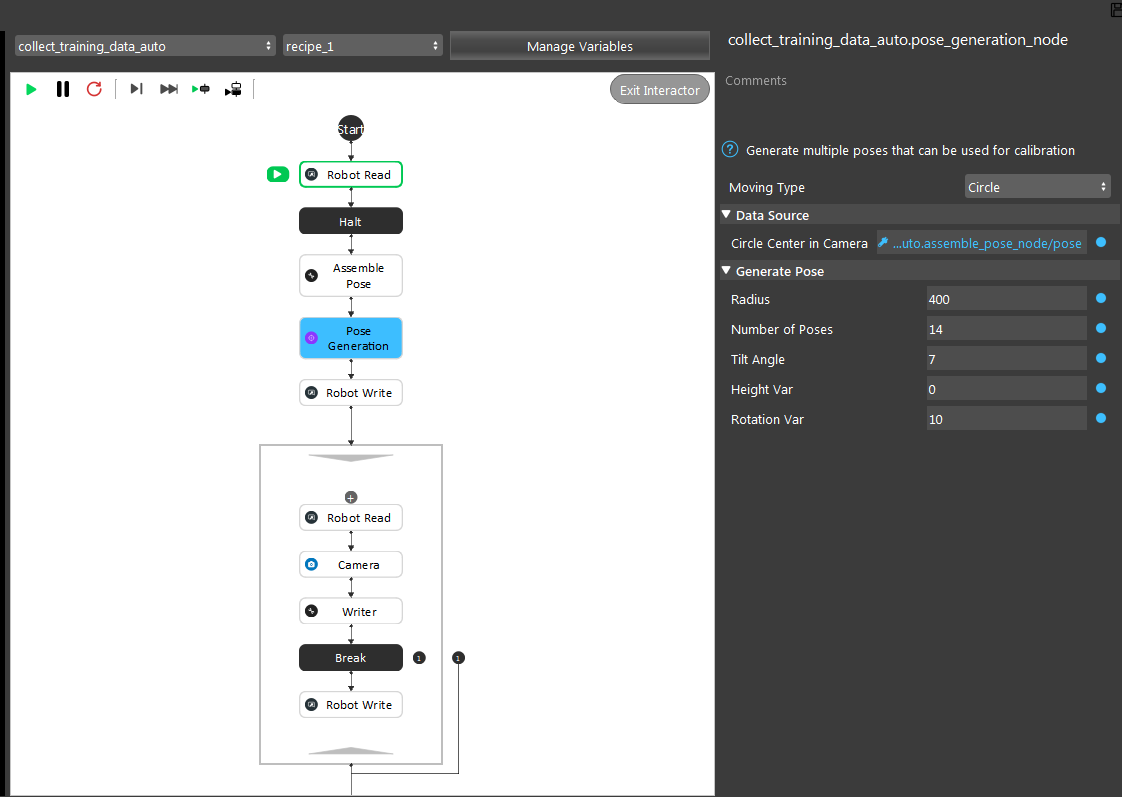 collect_training_data_auto
recipe_1
Manage Variables
Exit Interactor
Start
Robot Read
Halt
Assemble
Pose
Pose
Generation
Robot Write
Robot Read
Camera
Writer
Break
1
1
Robot Write
collect_training_data_auto.pose_generation_node
Comments
? Generate multiple poses that can be used for calibration
Moving Type
Circle
Data Source
Circle Center in Camera
...uto.assemble_pose_node/pose
Generate Pose
Radius
400
Number of Poses
14
Tilt Angle
7
Height Var
0
Rotation Var
10